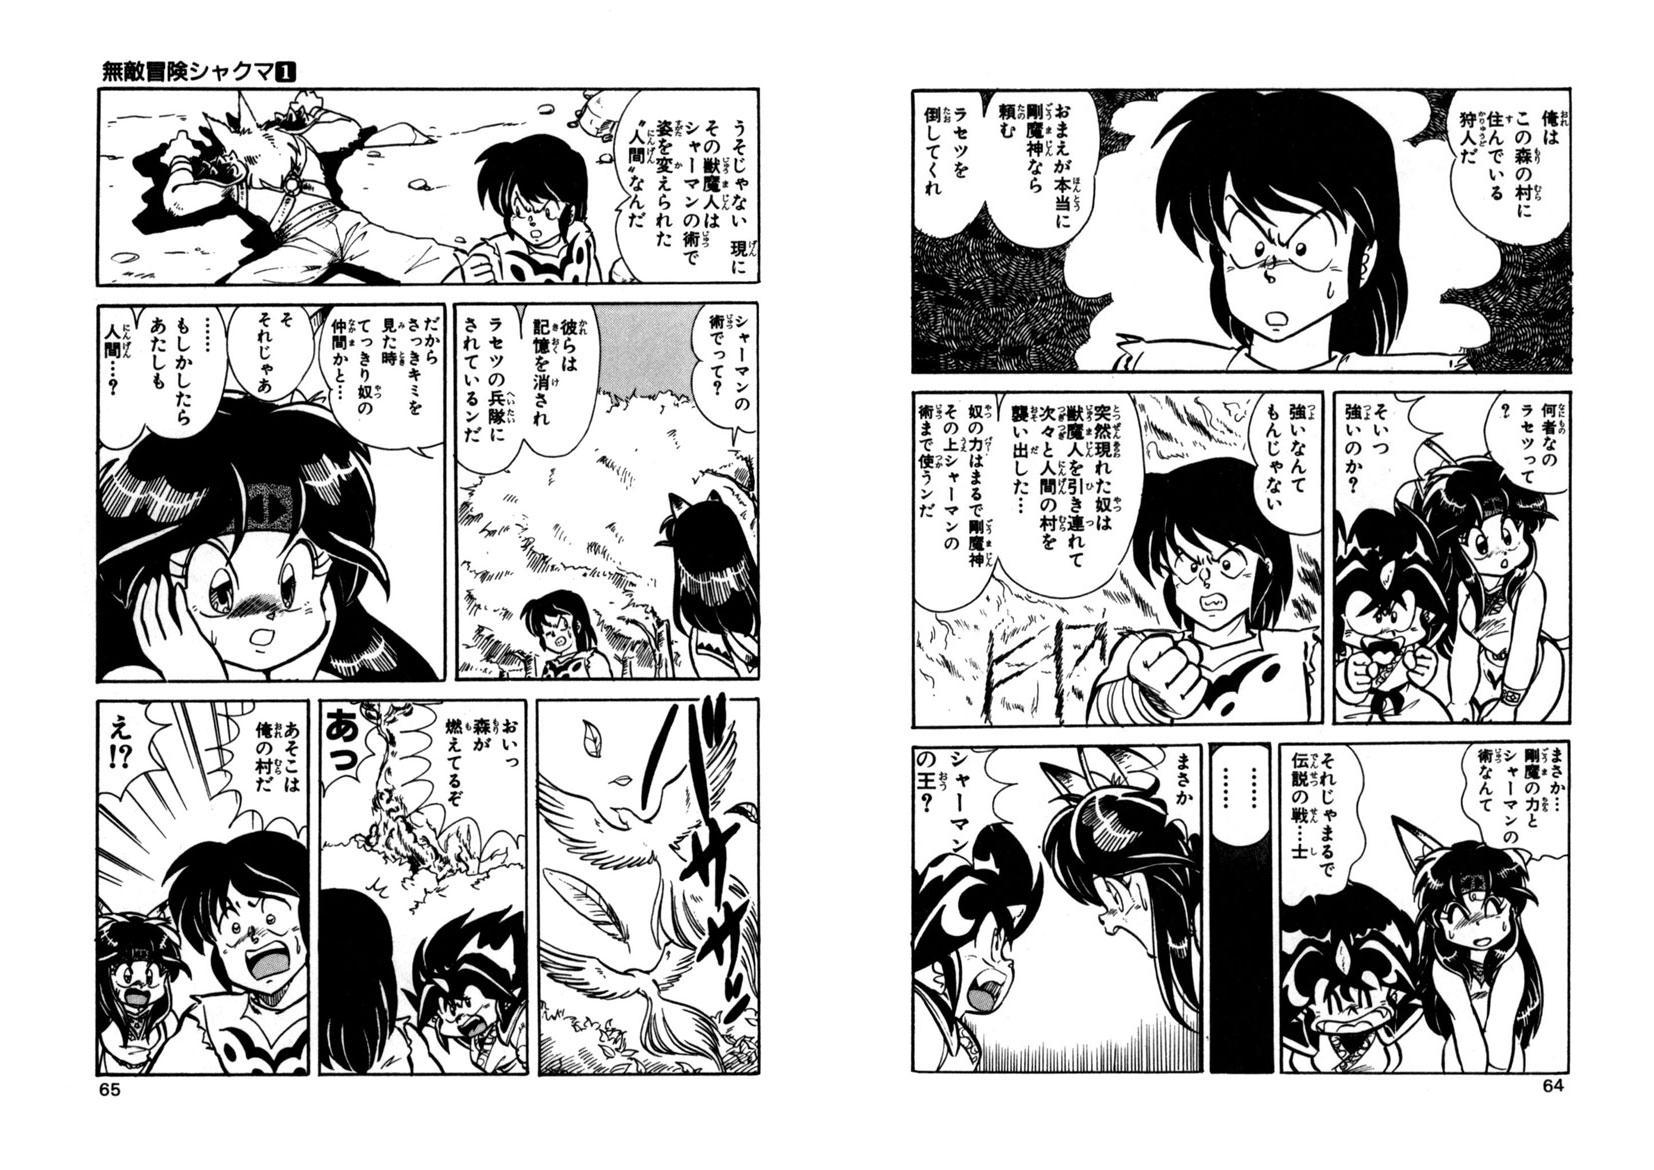 俺は
この森の村に
住んでいる
狩人だ
おまえが本当に
剛魔神なら
頼む
ラセツを
倒してくれ
何者なの
ラセツって
?
そいつ
強いのか?
強いなんて
もんじゃない
突然現れた奴は
獣魔人を引き連れて
次々と人間の村を
襲い出した…
奴の力はまるで剛魔神
その上シャーマンの
術まで使うンだ
まさか…
剛魔の力と
シャーマンの
術なんて
それじゃまるで
伝説の戦…士
……
……
まさか
シャーマン
の王?
64
無敵冒険シャクマ1
うそじゃない 現に
その獣魔人は
シャーマンの術で
姿を変えられた
〝人間〟なんだ
シャーマンの
術でって?
彼らは
記憶を消され
ラセツの兵隊に
されているンだ
だから
さっきキミを
見た時
てっきり奴の
仲間かと…
そ
それじゃあ
……
もしかしたら
あたしも
人間…?
ザザッ
おいっ
森が
燃えてるぞ
あっ
あそこは
俺の村だ
え!?
65